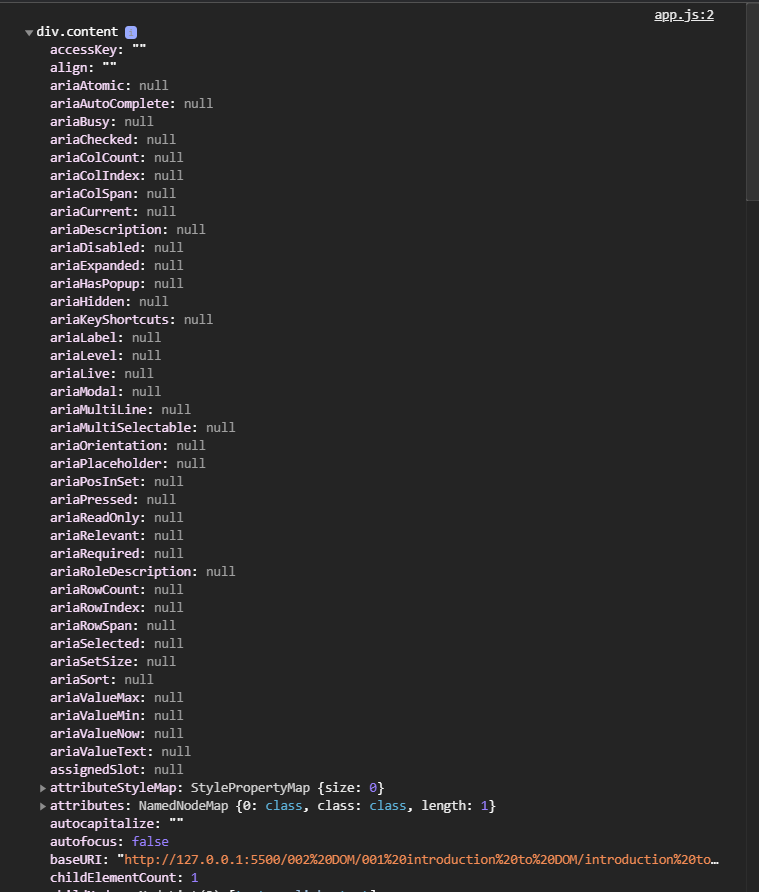 app.js:2
div.content i
accessKey: ""
align: ""
ariaAtomic: null
ariaAutoComplete: null
ariaBusy: null
ariaChecked: null
ariaColCount: null
ariaColIndex: null
ariaColSpan: null
ariaCurrent: null
ariaDescription: null
ariaDisabled: null
ariaExpanded: null
ariaHasPopup: null
ariaHidden: null
ariaKeyShortcuts: null
ariaLabel: null
ariaLevel: null
ariaLive: null
ariaModal: null
ariaMultiLine: null
ariaMultiSelectable: null
ariaOrientation: null
ariaPlaceholder: null
ariaPosInSet: null
ariaPressed: null
ariaReadOnly: null
ariaRelevant: null
ariaRequired: null
ariaRoleDescription: null
ariaRowCount: null
ariaRowIndex: null
ariaRowSpan: null
ariaSelected: null
ariaSetSize: null
ariaSort: null
ariaValueMax: null
ariaValueMin: null
ariaValueNow: null
ariaValueText: null
assignedSlot: null
attributeStyleMap: StylePropertyMap {size: 0}
attributes: NamedNodeMap {0: class, class: class, length: 1}
autocapitalize: ""
autofocus: false
baseURI: "http://127.0.0.1:5500/002%20DOM/001%20introduction%20to%20DOM/introduction%20to…
childElementCount: 1